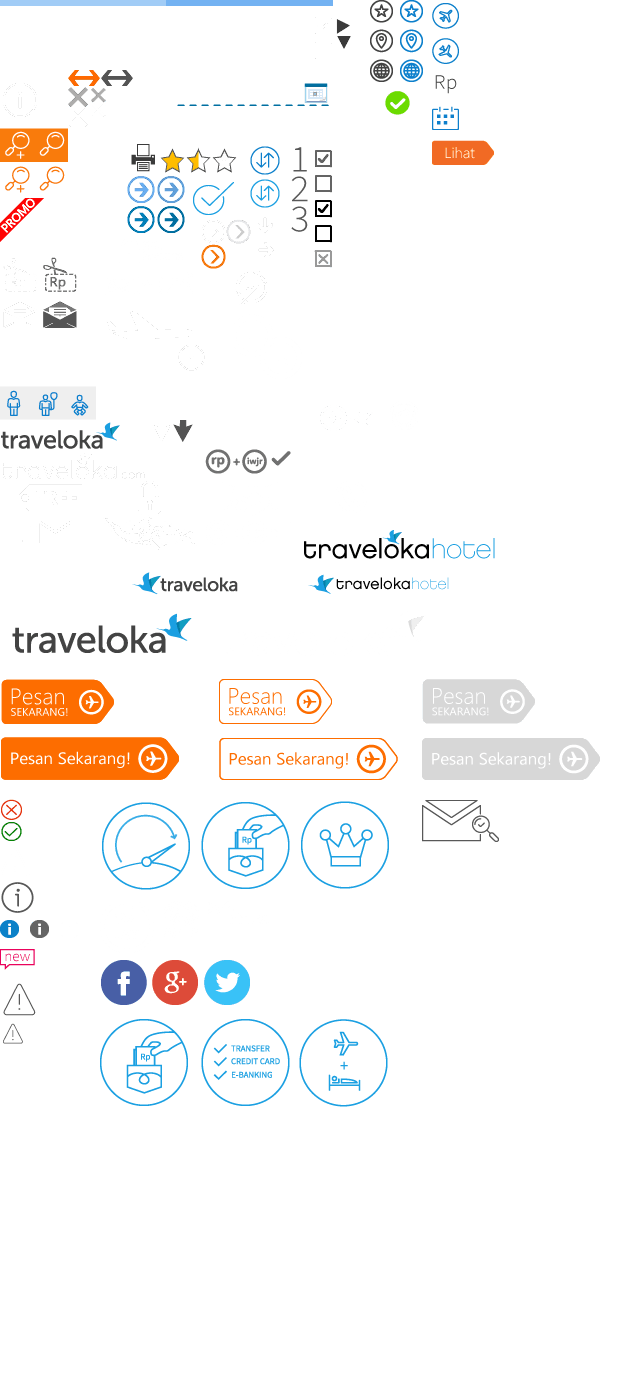 Rp
Lihat
1
2
3
PROMO
Rp
traveloka
traveloka.com
rp + iwjr
travelokahotel
traveloka
travelokahotel
traveloka
Pesan
SEKARANG!
Pesan
SEKARANG!
Pesan
SEKARANG!
Pesan Sekarang!
Pesan Sekarang!
Pesan Sekarang!
Rp
i
i
i
new
f
g+
Rp
TRANSFER
CREDIT CARD
E-BANKING
+